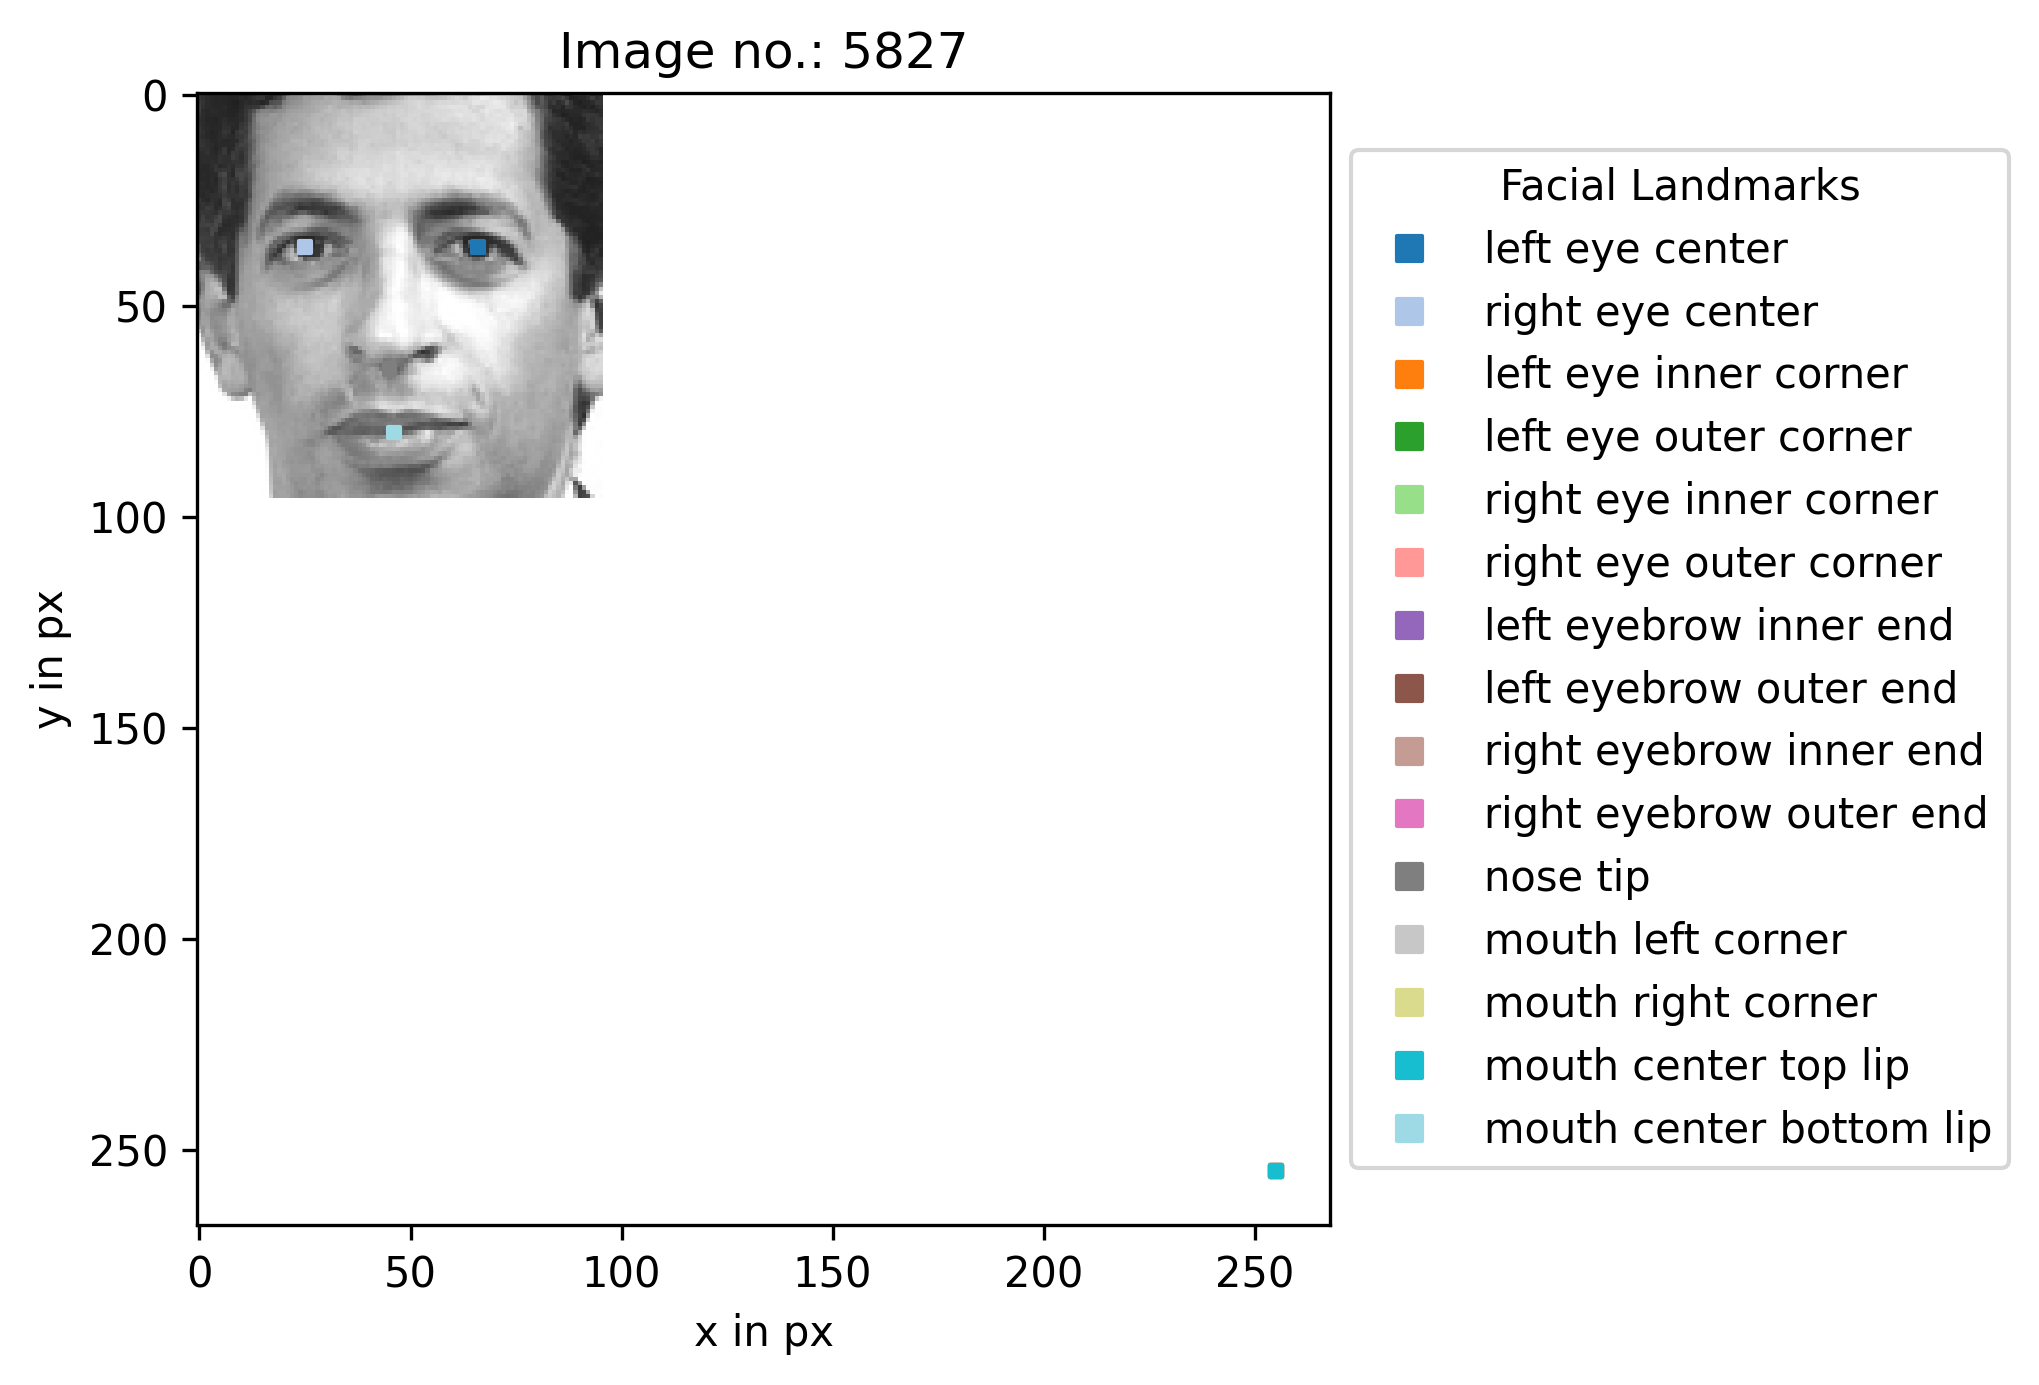 Image no.: 5827
0
50
100
150
200
250
y in px
0 50 100 150 200 250
x in px
Facial Landmarks
left eye center
right eye center
left eye inner corner
left eye outer corner
right eye inner corner
right eye outer corner
left eyebrow inner end
left eyebrow outer end
right eyebrow inner end
right eyebrow outer end
nose tip
mouth left corner
mouth right corner
mouth center top lip
mouth center bottom lip